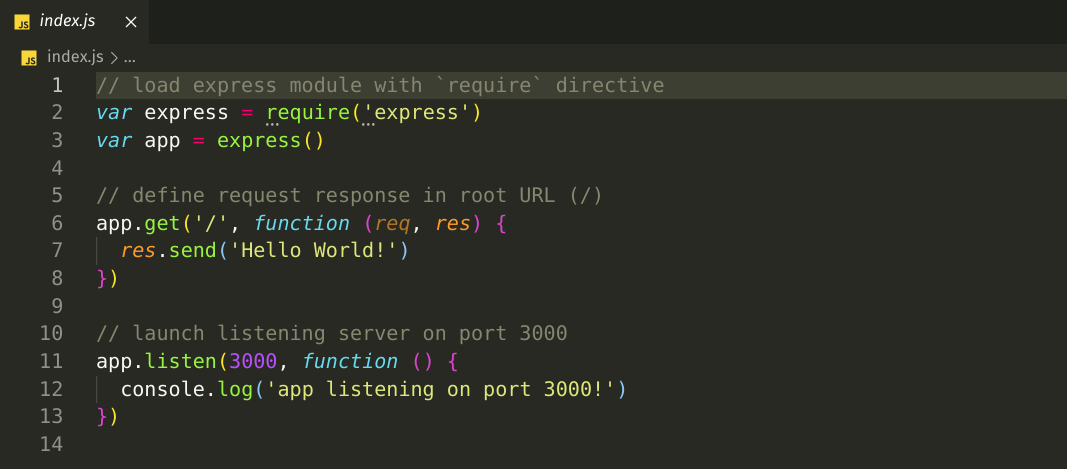 JS index.js ×
JS index.js > ...
1 // load express module with `require` directive
2 var express = require('express')
3 var app = express()
4
5 // define request response in root URL (/)
6 app.get('/', function (req, res) {
7   res.send('Hello World!')
8 })
9
10 // launch listening server on port 3000
11 app.listen(3000, function () {
12   console.log('app listening on port 3000!')
13 })
14